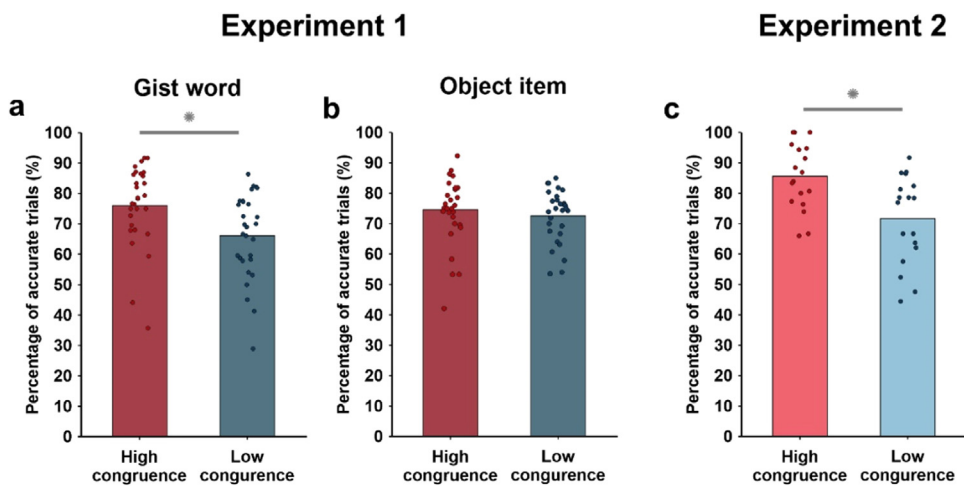 Experiment 1
Experiment 2
Gist word
Object item
a
b
c
Percentage of accurate trials (%)
100
90
80
70
60
50
40
30
20
10
0
High
congruence
Low
congurence
Percentage of accurate trials (%)
100
90
80
70
60
50
40
30
20
10
0
High
congruence
Low
congurence
Percentage of accurate trials (%)
100
90
80
70
60
50
40
30
20
10
0
High
congruence
Low
congurence